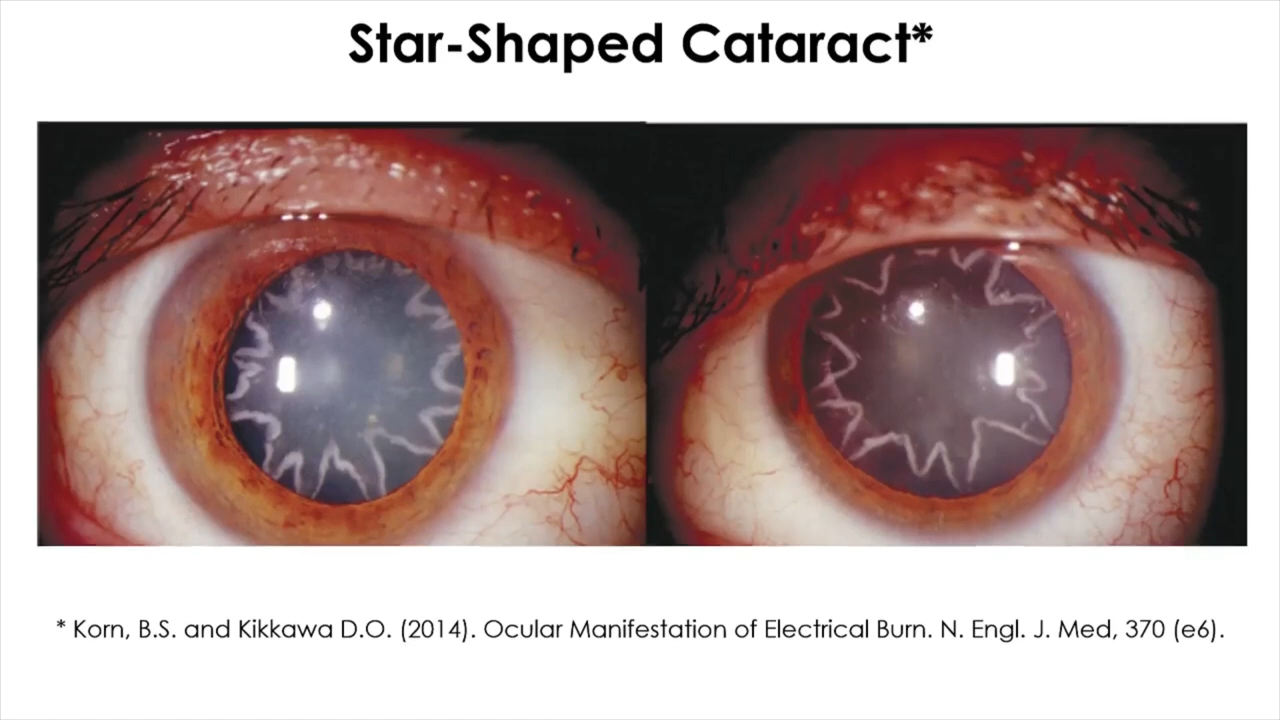 Star-Shaped Cataract*
* Korn, B.S. and Kikkawa D.O. (2014). Ocular Manifestation of Electrical Burn. N. Engl. J. Med, 370 (e6).